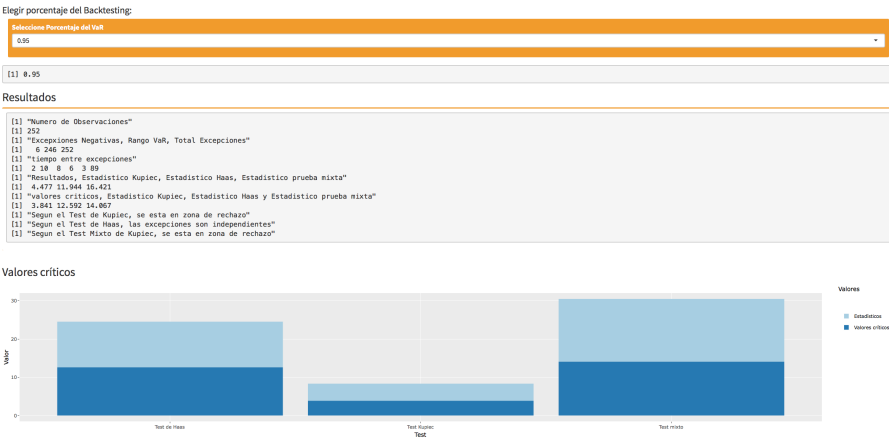 Elegir porcentaje del Backtesting:
Seleccione Porcentaje del VaR
0.95
[1] 0.95
Resultados
[1] "Numero de Observaciones"
[1] 252
[1] "Excepxiones Negativas, Rango VaR, Total Excepciones"
[1] 6 246 252
[1] "tiempo entre excepciones"
[1] 2 10 8 6 3 89
[1] "Resultados, Estadistico Kupiec, Estadistico Haas, Estadistico prueba mixta"
[1] 4.477 11.944 16.421
[1] "valores criticos, Estadistico Kupiec, Estadistico Haas y Estadistico prueba mixta"
[1] 3.841 12.592 14.067
[1] "Segun el Test de Kupiec, se esta en zona de rechazo"
[1] "Segun el Test de Haas, las excepciones son independientes"
[1] "Segun el Test Mixto de Kupiec, se esta en zona de rechazo"
Valores críticos
Valores
Estadísticos
Valores críticos
30
20
10
0
Valor
Test de Haas
Test Kupiec
Test mixto
Test